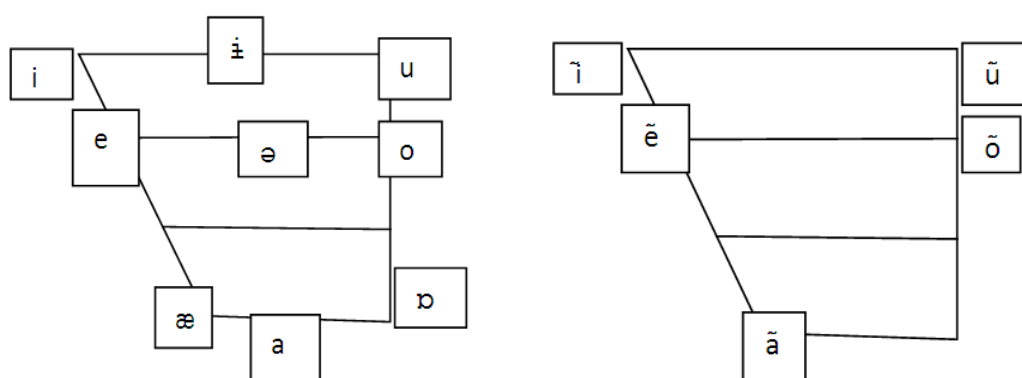 i ɨ u
e ə o
æ a ɒ
ĩ ũ
ẽ õ
ã